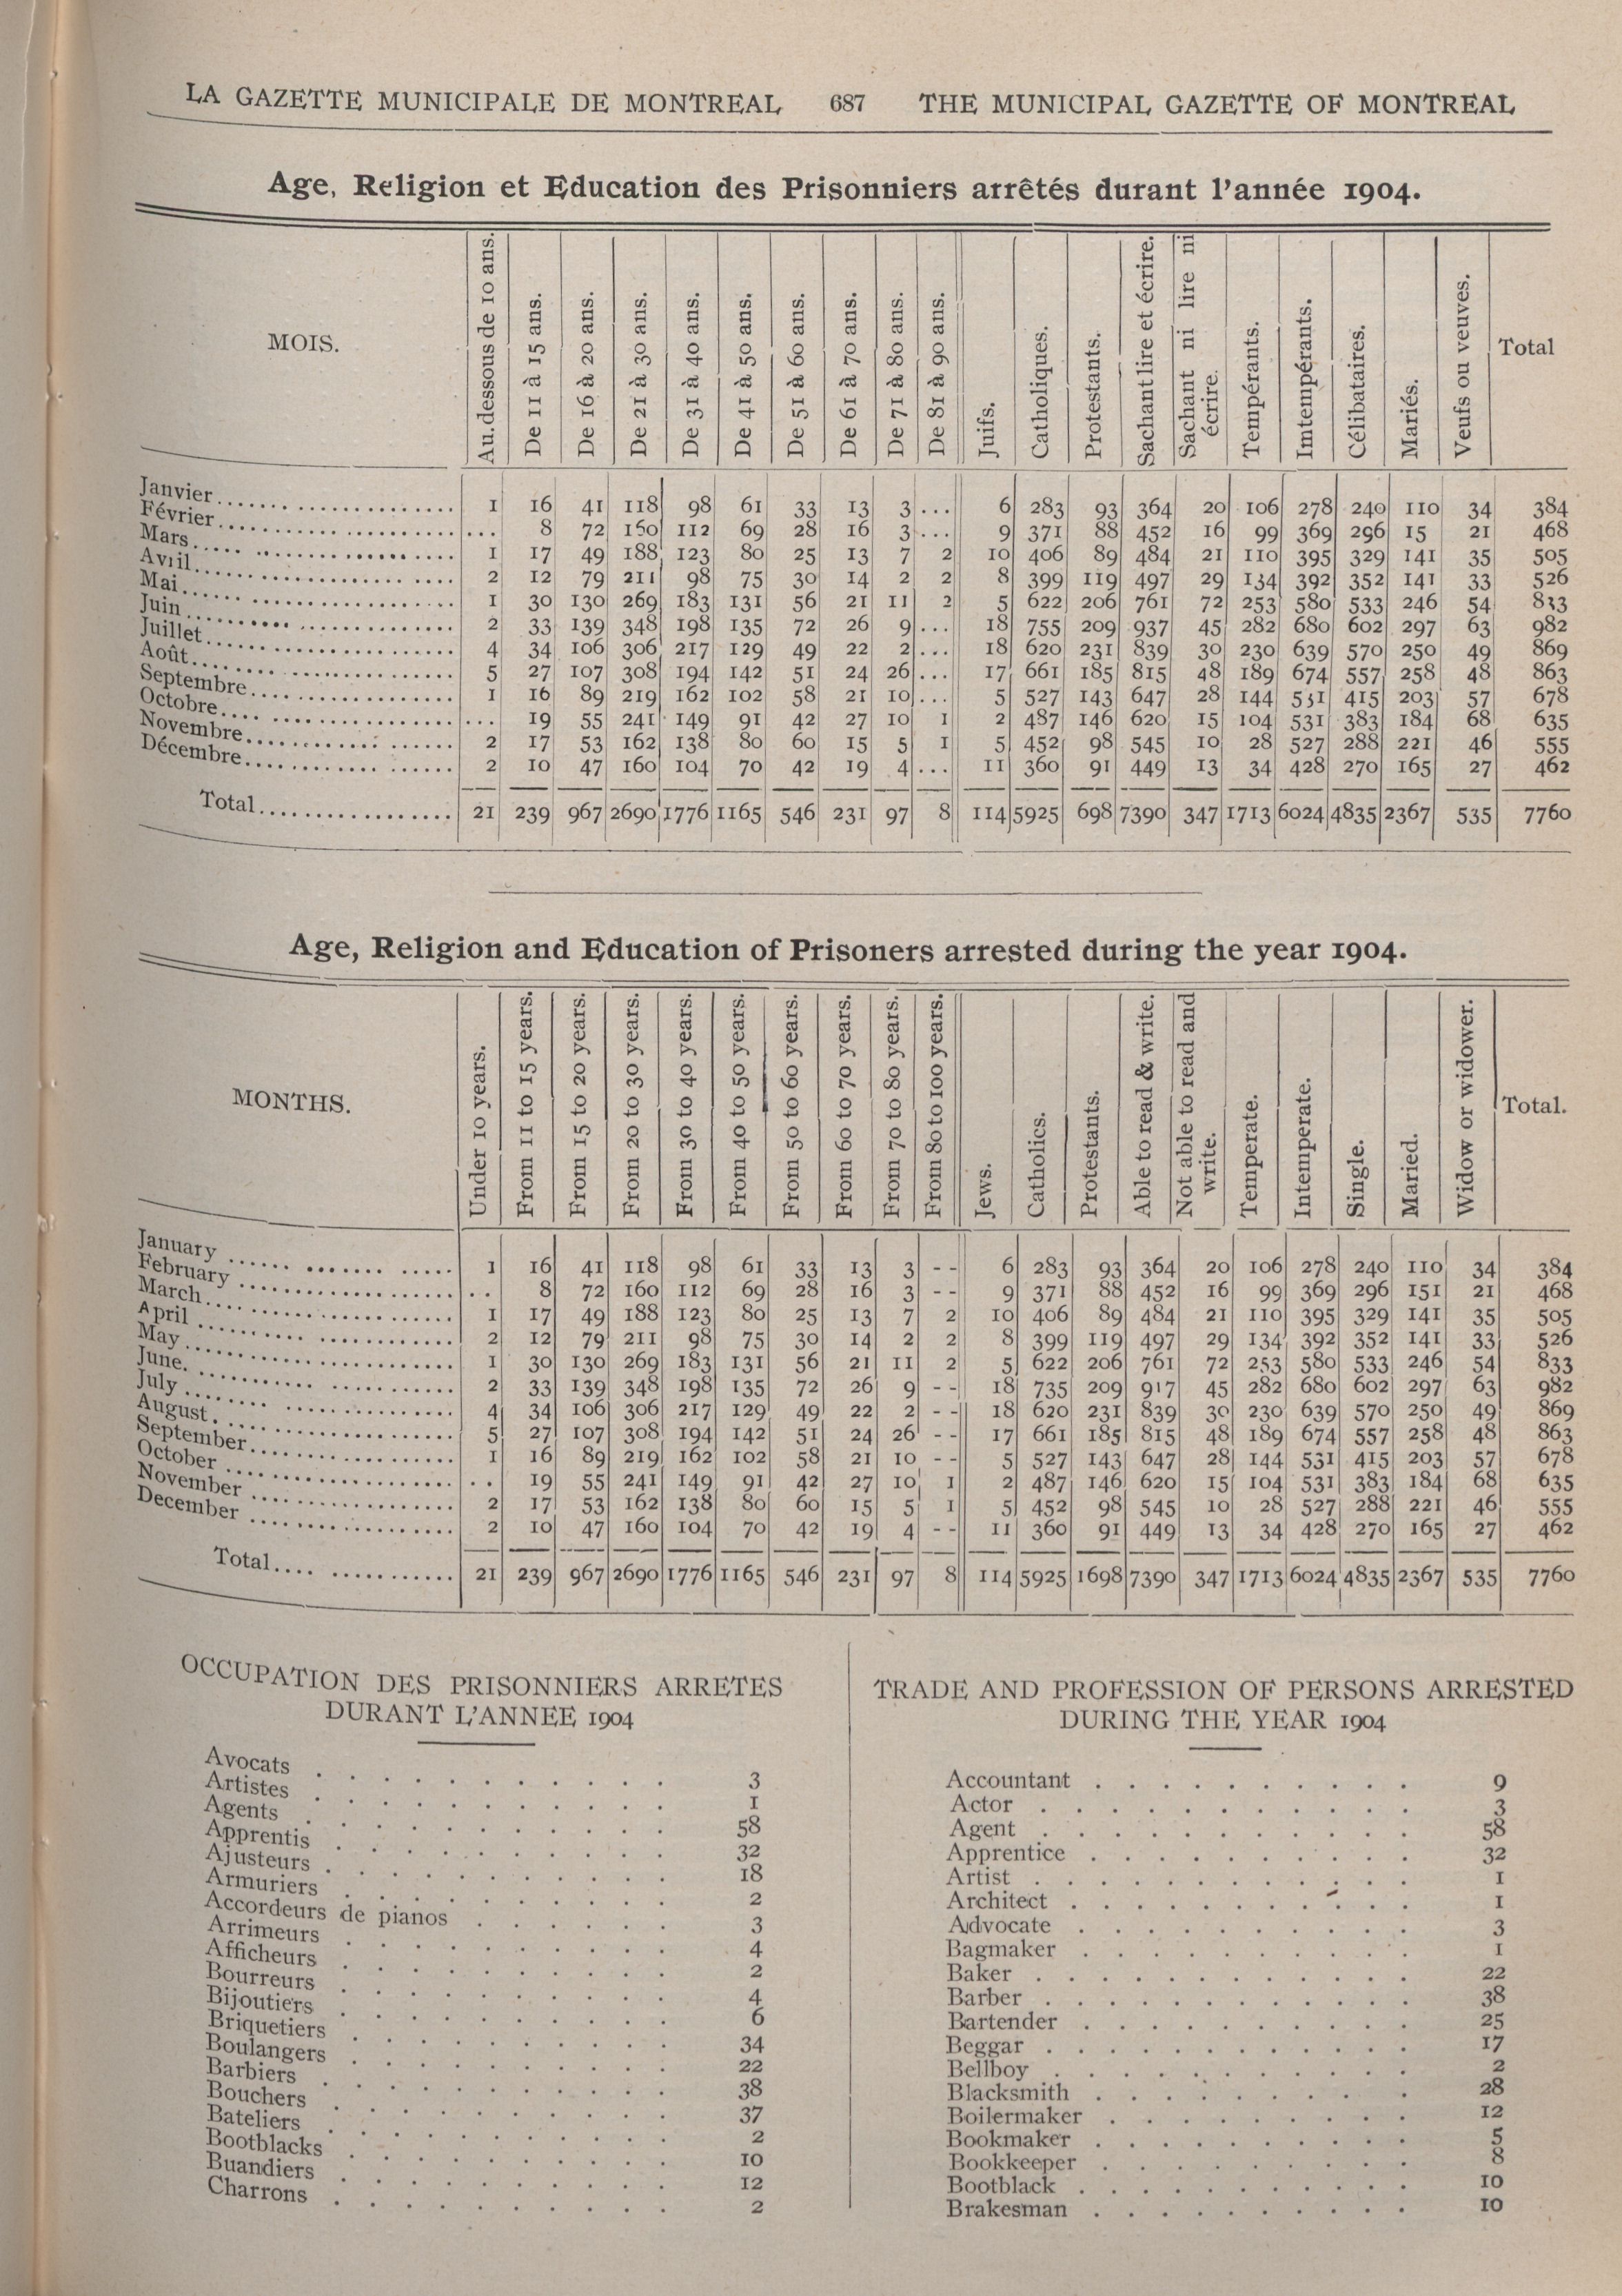 LA GAZETTE MUNICIPALE DE MONTREAL 687 THE MUNICIPAL GAZETTE OF MONTREAL
Age, Religion et Education des Prisonniers arrêtés durant l'année 1904.
MOIS. Au.dessous de 10 ans. De 11 à 15 ans. De 16 à 20 ans. De 21 à 30 ans. De 31 à 40 ans. De 41 à 50 ans. De 51 à 60 ans. De 61 à 70 ans. De 71 à 80 ans. De 81 à 90 ans. Juifs. Catholiques. Protestants. Sachant lire et écrire. Sachant ni lire ni écrire. Tempérants. Imtempérants. Célibataires. Mariés. Veufs ou veuves. Total
Janvier 1 16 41 118 98 61 33 13 3 ... 6 283 93 364 20 106 278 240 110 34 384
Février ... 8 72 150 112 69 28 16 3 ... 9 371 88 452 16 99 369 296 15 21 468
Mars 1 17 49 188 123 80 25 13 7 2 10 406 89 484 21 110 395 329 141 35 505
Avril 2 12 79 211 98 75 30 14 2 2 8 399 119 497 29 134 392 352 141 33 526
Mai 1 30 130 269 183 131 56 21 11 2 5 622 206 761 72 253 580 533 246 54 833
Juin 2 33 139 348 198 135 72 26 9 ... 18 755 209 937 45 282 680 602 297 63 982
Juillet 4 34 106 306 217 129 49 22 2 ... 18 620 231 839 30 230 639 570 250 49 869
Août 5 27 107 308 194 142 51 24 26 ... 17 661 185 815 48 189 674 557 258 48 863
Septembre 1 16 89 219 162 102 58 21 10 ... 5 527 143 647 28 144 531 415 203 57 678
Octobre ... 19 55 241 149 91 42 27 10 1 2 487 146 620 15 104 531 383 184 68 635
Novembre 2 17 53 162 138 80 60 15 5 1 5 452 98 545 10 28 527 288 221 46 555
Décembre 2 10 47 160 104 70 42 19 4 ... 11 360 91 449 13 34 428 270 165 27 462
Total 21 239 967 2690 1776 1165 546 231 97 8 114 5925 698 7390 347 1713 6024 4835 2367 535 7760
Age, Religion and Education of Prisoners arrested during the year 1904.
MONTHS. Under 10 years. From 11 to 15 years. From 15 to 20 years. From 20 to 30 years. From 30 to 40 years. From 40 to 50 years. From 50 to 60 years. From 60 to 70 years. From 70 to 80 years. From 80 to 100 years. Jews. Catholics. Protestants. Able to read & write. Not able to read and write. Temperate. Intemperate. Single. Maried. Widow or widower. Total.
January 1 16 41 118 98 61 33 13 3 -- 6 283 93 364 20 106 278 240 110 34 384
February .. 8 72 160 112 69 28 16 3 -- 9 371 88 452 16 99 369 296 151 21 468
March 1 17 49 188 123 80 25 13 7 2 10 406 89 484 21 110 395 329 141 35 505
April 2 12 79 211 98 75 30 14 2 2 8 399 119 497 29 134 392 352 141 33 526
May 1 30 130 269 183 131 56 21 11 2 5 622 206 761 72 253 580 533 246 54 833
June. 2 33 139 348 198 135 72 26 9 -- 18 735 209 917 45 282 680 602 297 63 982
July 4 34 106 306 217 129 49 22 2 -- 18 620 231 839 30 230 639 570 250 49 869
August. 5 27 107 308 194 142 51 24 26 -- 17 661 185 815 48 189 674 557 258 48 863
September 1 16 89 219 162 102 58 21 10 -- 5 527 143 647 28 144 531 415 203 57 678
October .. 19 55 241 149 91 42 27 10 1 2 487 146 620 15 104 531 383 184 68 635
November 2 17 53 162 138 80 60 15 5 1 5 452 98 545 10 28 527 288 221 46 555
December 2 10 47 160 104 70 42 19 4 -- 11 360 91 449 13 34 428 270 165 27 462
Total 21 239 967 2690 1776 1165 546 231 97 8 114 5925 1698 7390 347 1713 6024 4835 2367 535 7760
OCCUPATION DES PRISONNIERS ARRETES
DURANT L'ANNEE 1904
Avocats 3
Artistes 1
Agents 58
Apprentis 32
Ajusteurs 18
Armuriers 2
Accordeurs de pianos 3
Arrimeurs 4
Afficheurs 2
Bourreurs 4
Bijoutiers 6
Briquetiers 34
Boulangers 22
Barbiers 38
Bouchers 37
Bateliers 2
Bootblacks 10
Buandiers 12
Charrons 2
TRADE AND PROFESSION OF PERSONS ARRESTED
DURING THE YEAR 1904
Accountant 9
Actor 3
Agent 58
Apprentice 32
Artist 1
Architect 1
Advocate 3
Bagmaker 1
Baker 22
Barber 38
Bartender 25
Beggar 17
Bellboy 2
Blacksmith 28
Boilermaker 12
Bookmaker 5
Bookkeeper 8
Bootblack 10
Brakesman 10